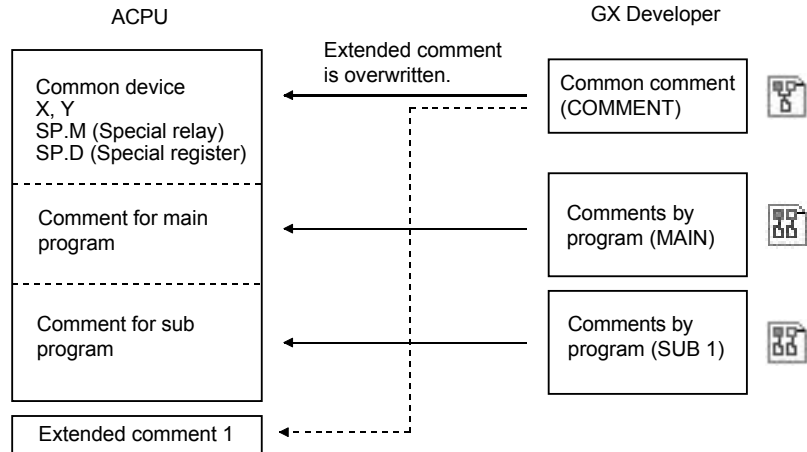 ACPU
GX Developer
Extended comment
is overwritten.
Common device
X, Y
SP.M (Special relay)
SP.D (Special register)
Common comment
(COMMENT)
Comment for main
program
Comments by
program (MAIN)
Comment for sub
program
Comments by
program (SUB 1)
Extended comment 1